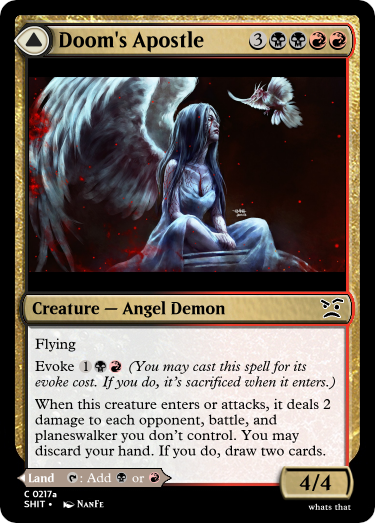 Doom's Apostle 3
Creature — Angel Demon
Flying
Evoke 1 (You may cast this spell for its
evoke cost. If you do, it's sacrificed when it enters.)
When this creature enters or attacks, it deals 2
damage to each opponent, battle, and
planeswalker you don't control. You may
discard your hand. If you do, draw two cards.
Land : Add or .
4/4
C 0217a
SHIT • NanFe
whats that